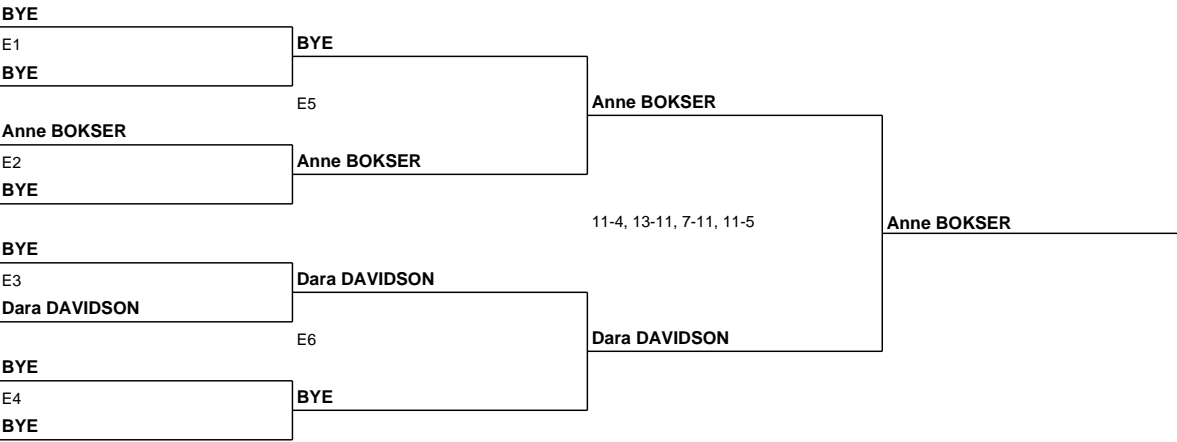 BYE
E1
BYE
BYE
E5
Anne BOKSER
Anne BOKSER
E2
Anne BOKSER
BYE
11-4, 13-11, 7-11, 11-5
Anne BOKSER
BYE
E3
Dara DAVIDSON
Dara DAVIDSON
E6
Dara DAVIDSON
BYE
E4
BYE
BYE